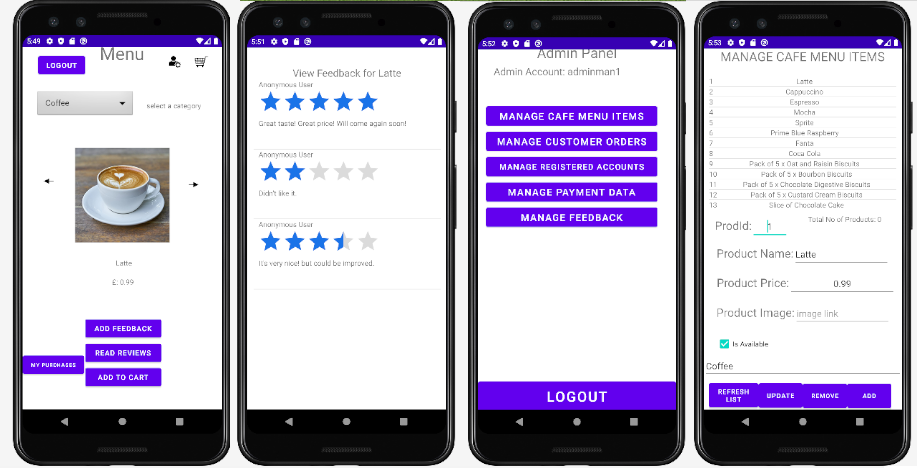 5:49
Menu
LOGOUT
Coffee
select a category
Latte
£: 0.99
ADD FEEDBACK
READ REVIEWS
MY PURCHASES
ADD TO CART
5:51
View Feedback for Latte
Anonymous User
Great taste! Great price! Will come again soon!
Anonymous User
Didn't like it.
Anonymous User
It's very nice! but could be improved.
5:52
Admin Panel
Admin Account: adminman1
MANAGE CAFE MENU ITEMS
MANAGE CUSTOMER ORDERS
MANAGE REGISTERED ACCOUNTS
MANAGE PAYMENT DATA
MANAGE FEEDBACK
LOGOUT
5:53
MANAGE CAFE MENU ITEMS
1 Latte
2 Cappuccino
3 Espresso
4 Mocha
5 Sprite
6 Prime Blue Raspberry
7 Fanta
8 Coca Cola
9 Pack of 5 x Oat and Raisin Biscuits
10 Pack of 5 x Bourbon Biscuits
11 Pack of 5 x Chocolate Digestive Biscuits
12 Pack of 5 x Custard Cream Biscuits
13 Slice of Chocolate Cake
Total No of Products: 0
ProdId: 1
Product Name: Latte
Product Price: 0.99
Product Image: image link
Is Available
Coffee
REFRESH LIST
UPDATE
REMOVE
ADD